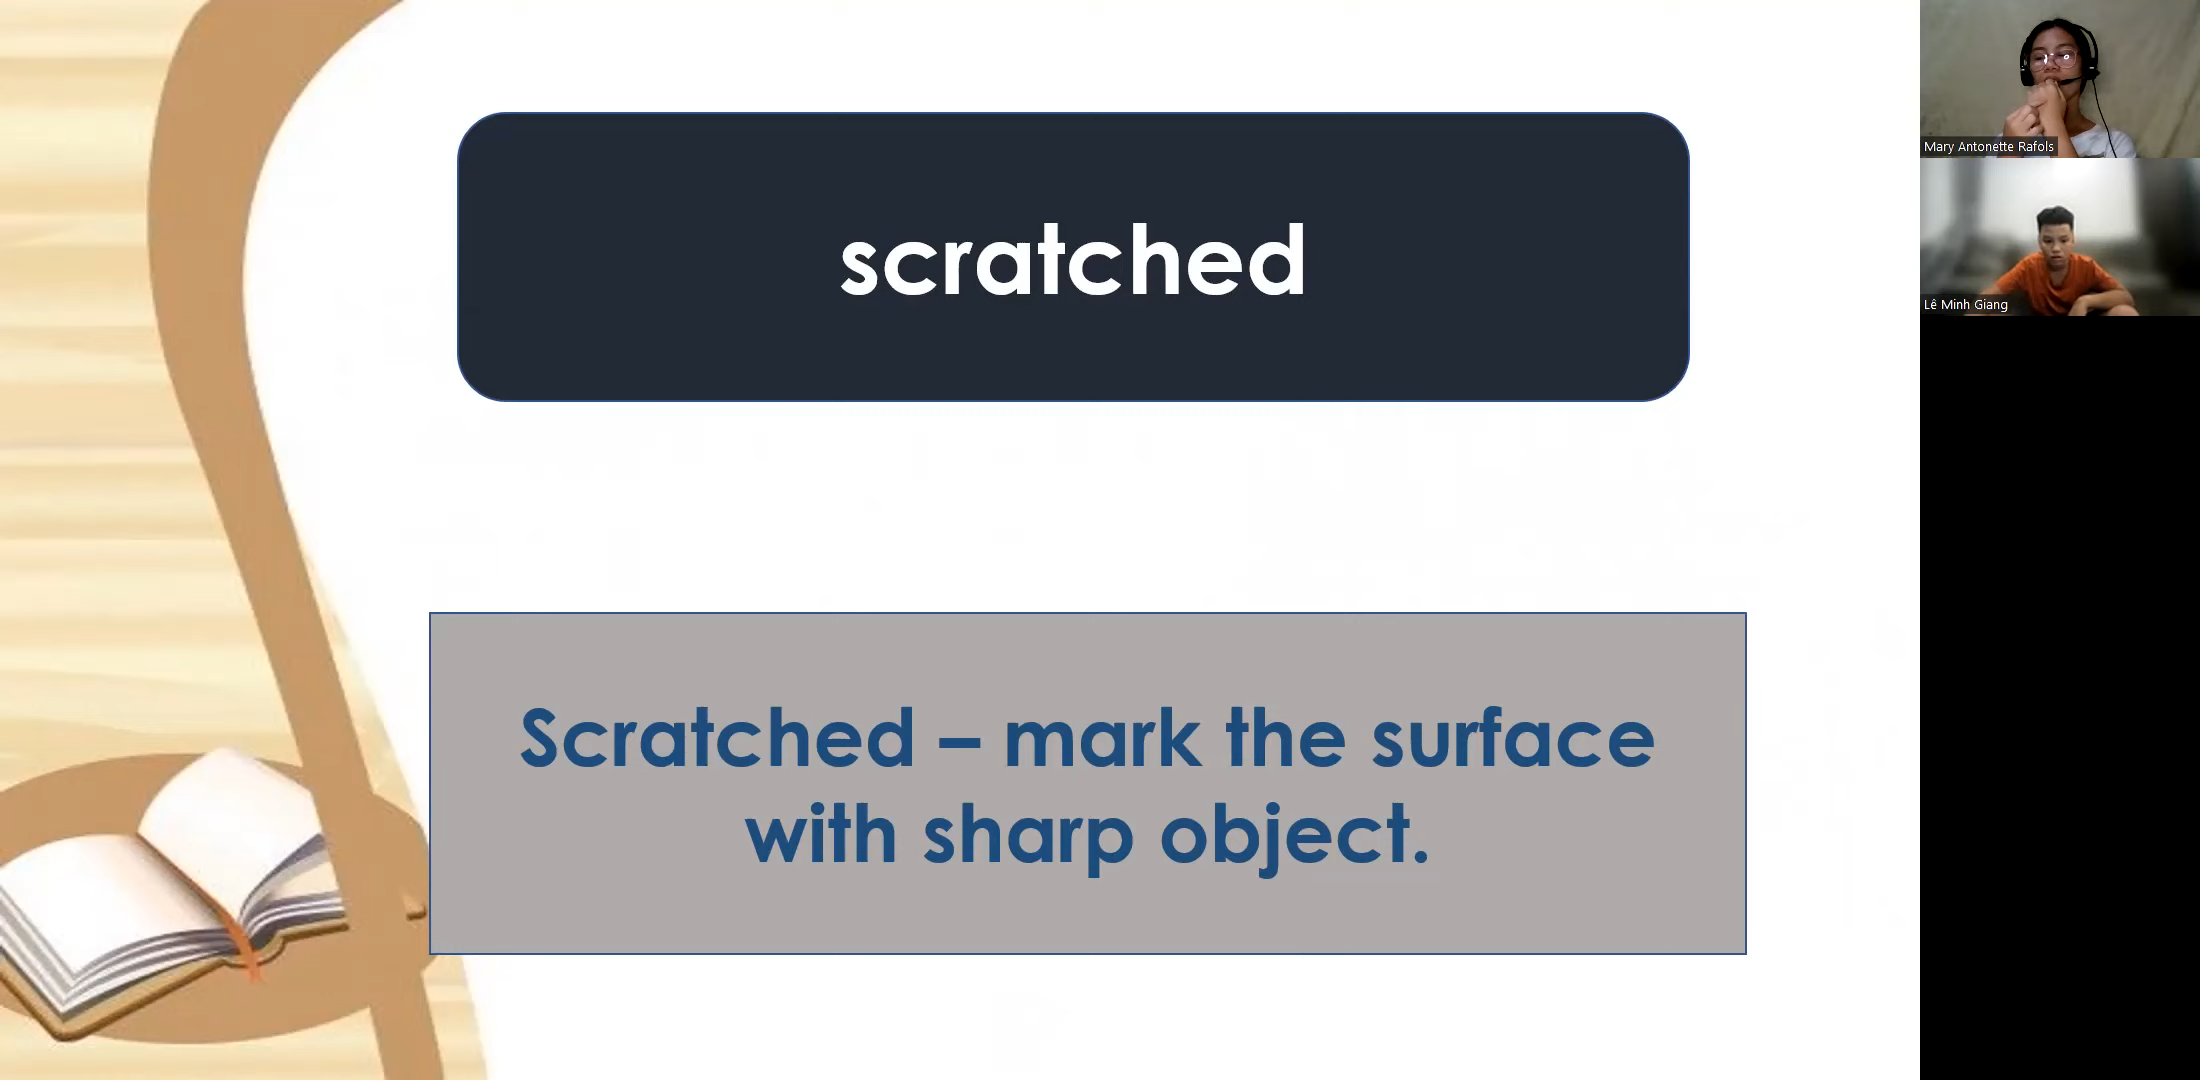 scratched
Scratched – mark the surface
with sharp object.
Mary Antonette Rafols
Lê Minh Giang